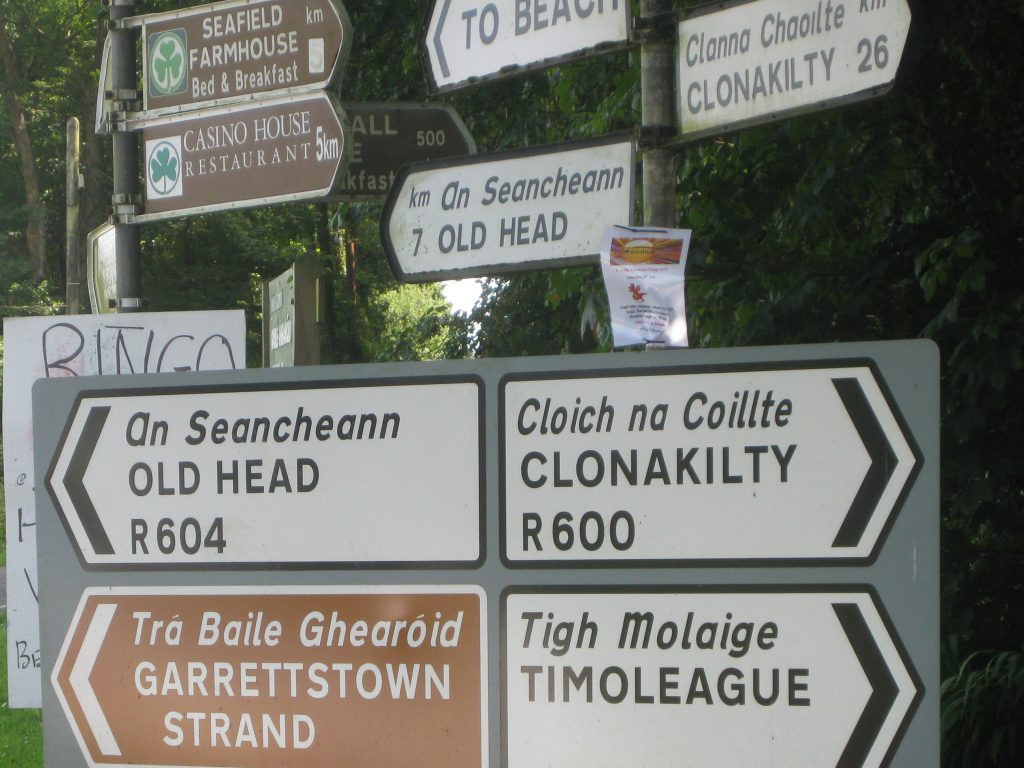 SEAFIELD km
FARMHOUSE
Bed & Breakfast
CASINO HOUSE
RESTAURANT 5km
ALL 500
E
kfast
TO BEACH
Clanna Chaoilte km
CLONAKILTY 26
km An Seancheann
7 OLD HEAD
BINGO
An Seancheann
OLD HEAD
R604
Cloich na Coillte
CLONAKILTY
R600
Trá Baile Ghearóid
GARRETTSTOWN
STRAND
Tigh Molaige
TIMOLEAGUE